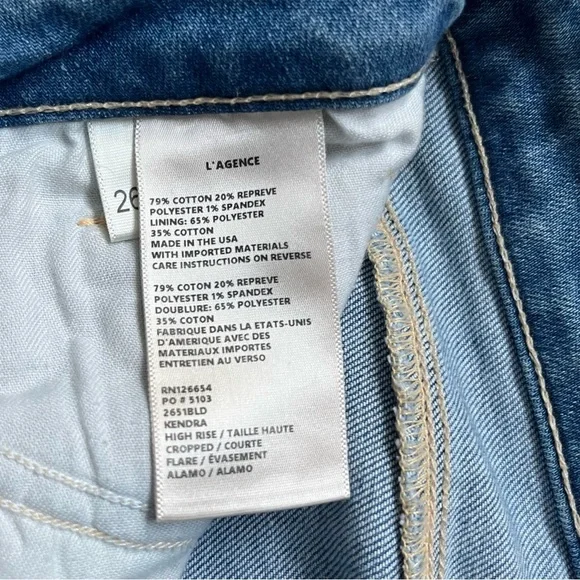 26
L'AGENCE
79% COTTON 20% REPREVE
POLYESTER 1% SPANDEX
LINING: 65% POLYESTER
35% COTTON
MADE IN THE USA
WITH IMPORTED MATERIALS
CARE INSTRUCTIONS ON REVERSE
79% COTON 20% REPREVE
POLYESTER 1% SPANDEX
DOUBLURE: 65% POLYESTER
35% COTON
FABRIQUE DANS LA ETATS-UNIS
D'AMERIQUE AVEC DES
MATERIAUX IMPORTES
ENTRETIEN AU VERSO
RN126654
PO # 5103
2651BLD
KENDRA
HIGH RISE / TAILLE HAUTE
CROPPED / COURTE
FLARE / ÉVASEMENT
ALAMO / ALAMO